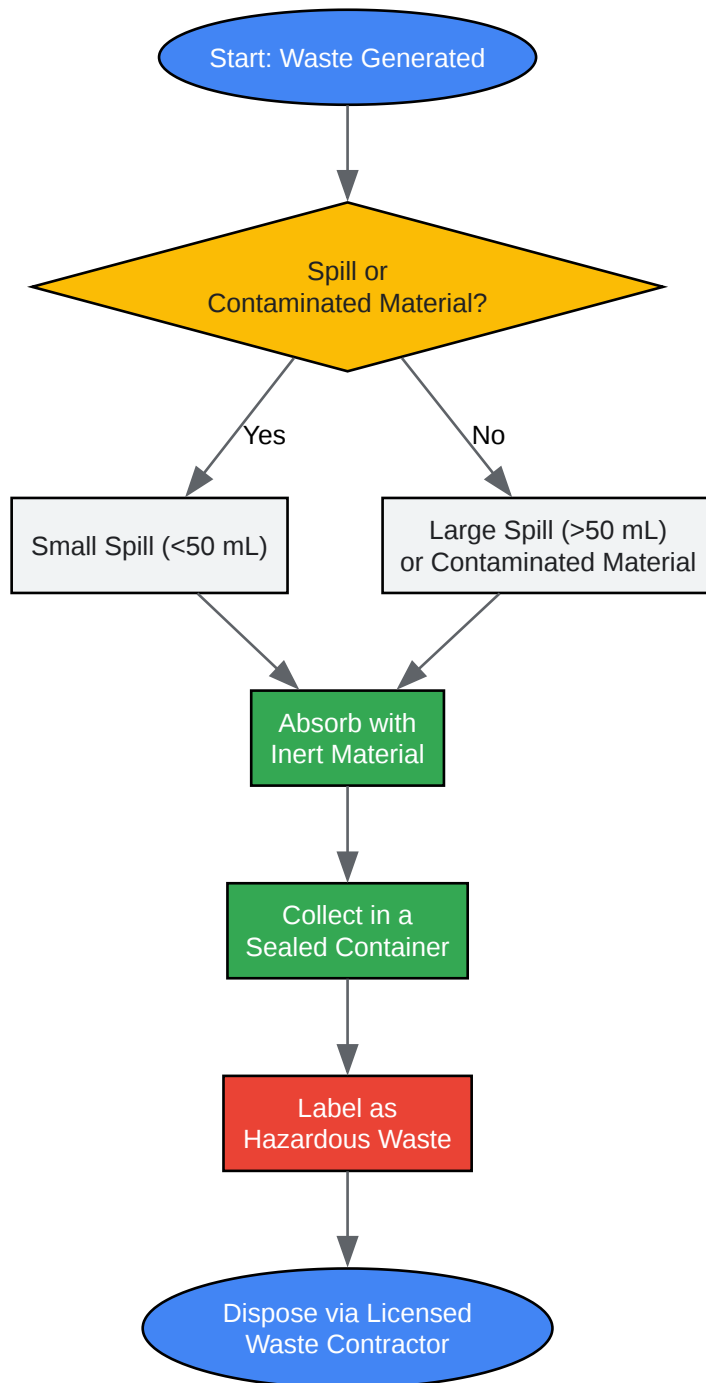 Start: Waste Generated
Spill or
Contaminated Material?
Yes
No
Small Spill (<50 mL)
Large Spill (>50 mL)
or Contaminated Material
Absorb with
Inert Material
Collect in a
Sealed Container
Label as
Hazardous Waste
Dispose via Licensed
Waste Contractor